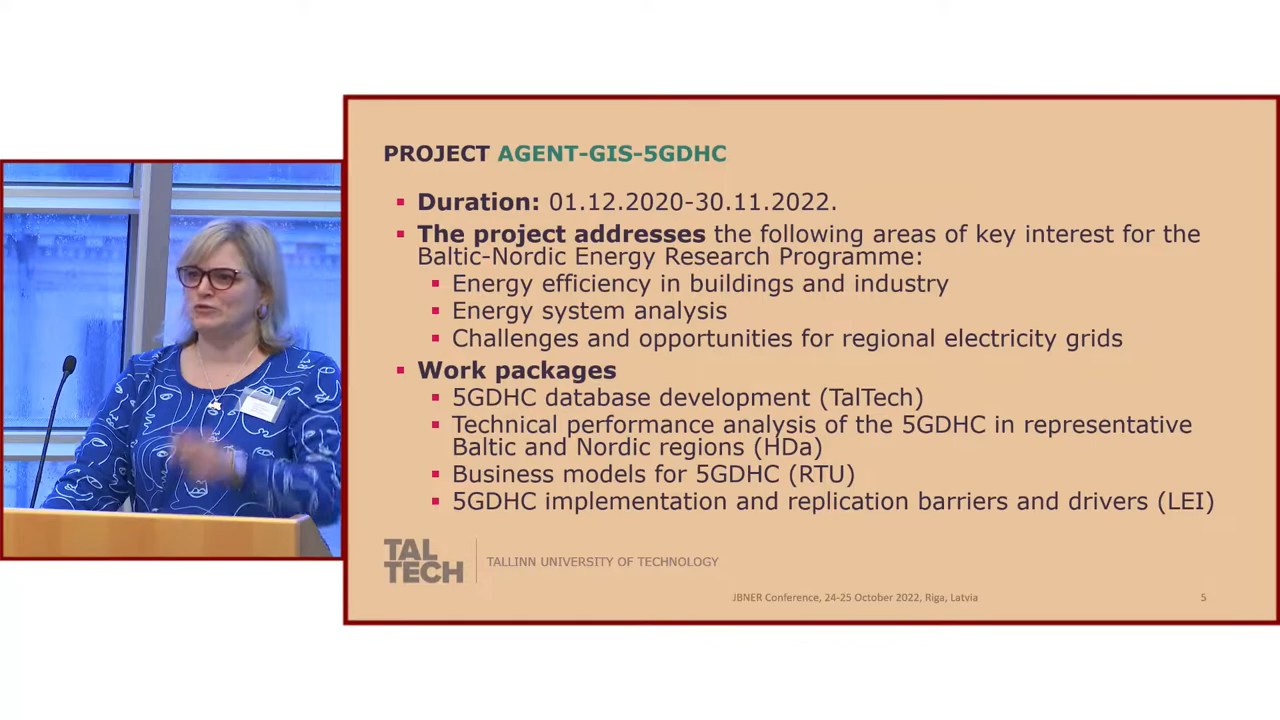 PROJECT AGENT-GIS-5GDHC
Duration: 01.12.2020-30.11.2022.
The project addresses the following areas of key interest for the
Baltic-Nordic Energy Research Programme:
Energy efficiency in buildings and industry
Energy system analysis
Challenges and opportunities for regional electricity grids
Work packages
5GDHC database development (TalTech)
Technical performance analysis of the 5GDHC in representative
Baltic and Nordic regions (HDa)
Business models for 5GDHC (RTU)
5GDHC implementation and replication barriers and drivers (LEI)
TAL
TECH
TALLINN UNIVERSITY OF TECHNOLOGY
JBNER Conference, 24-25 October 2022, Riga, Latvia
5